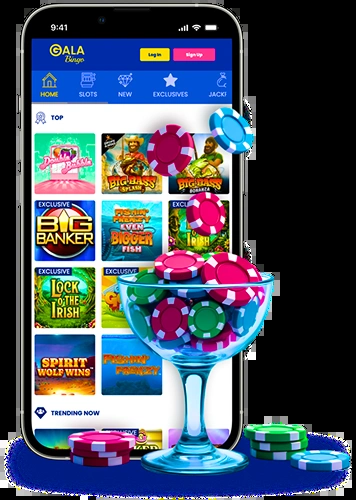 9:41
GALA
Bingo
Log In
Sign Up
HOME
SLOTS
NEW
EXCLUSIVES
JACK
TOP
Double
Bubble
BIG BASS
SPLASH
BIG BASS
BONANZA
EXCLUSIVE
BIG
BANKER
FISHIN' FRENZY
EVEN
BIGGER
FISH
EXCLUSIVE
IRISH
EXCLUSIVE
LOCK
O'THE
IRISH
EXCLUSIVE
SPIRIT
WOLF WINS
FISHIN' FRENZY
TRENDING NOW
EXCLUSIVE